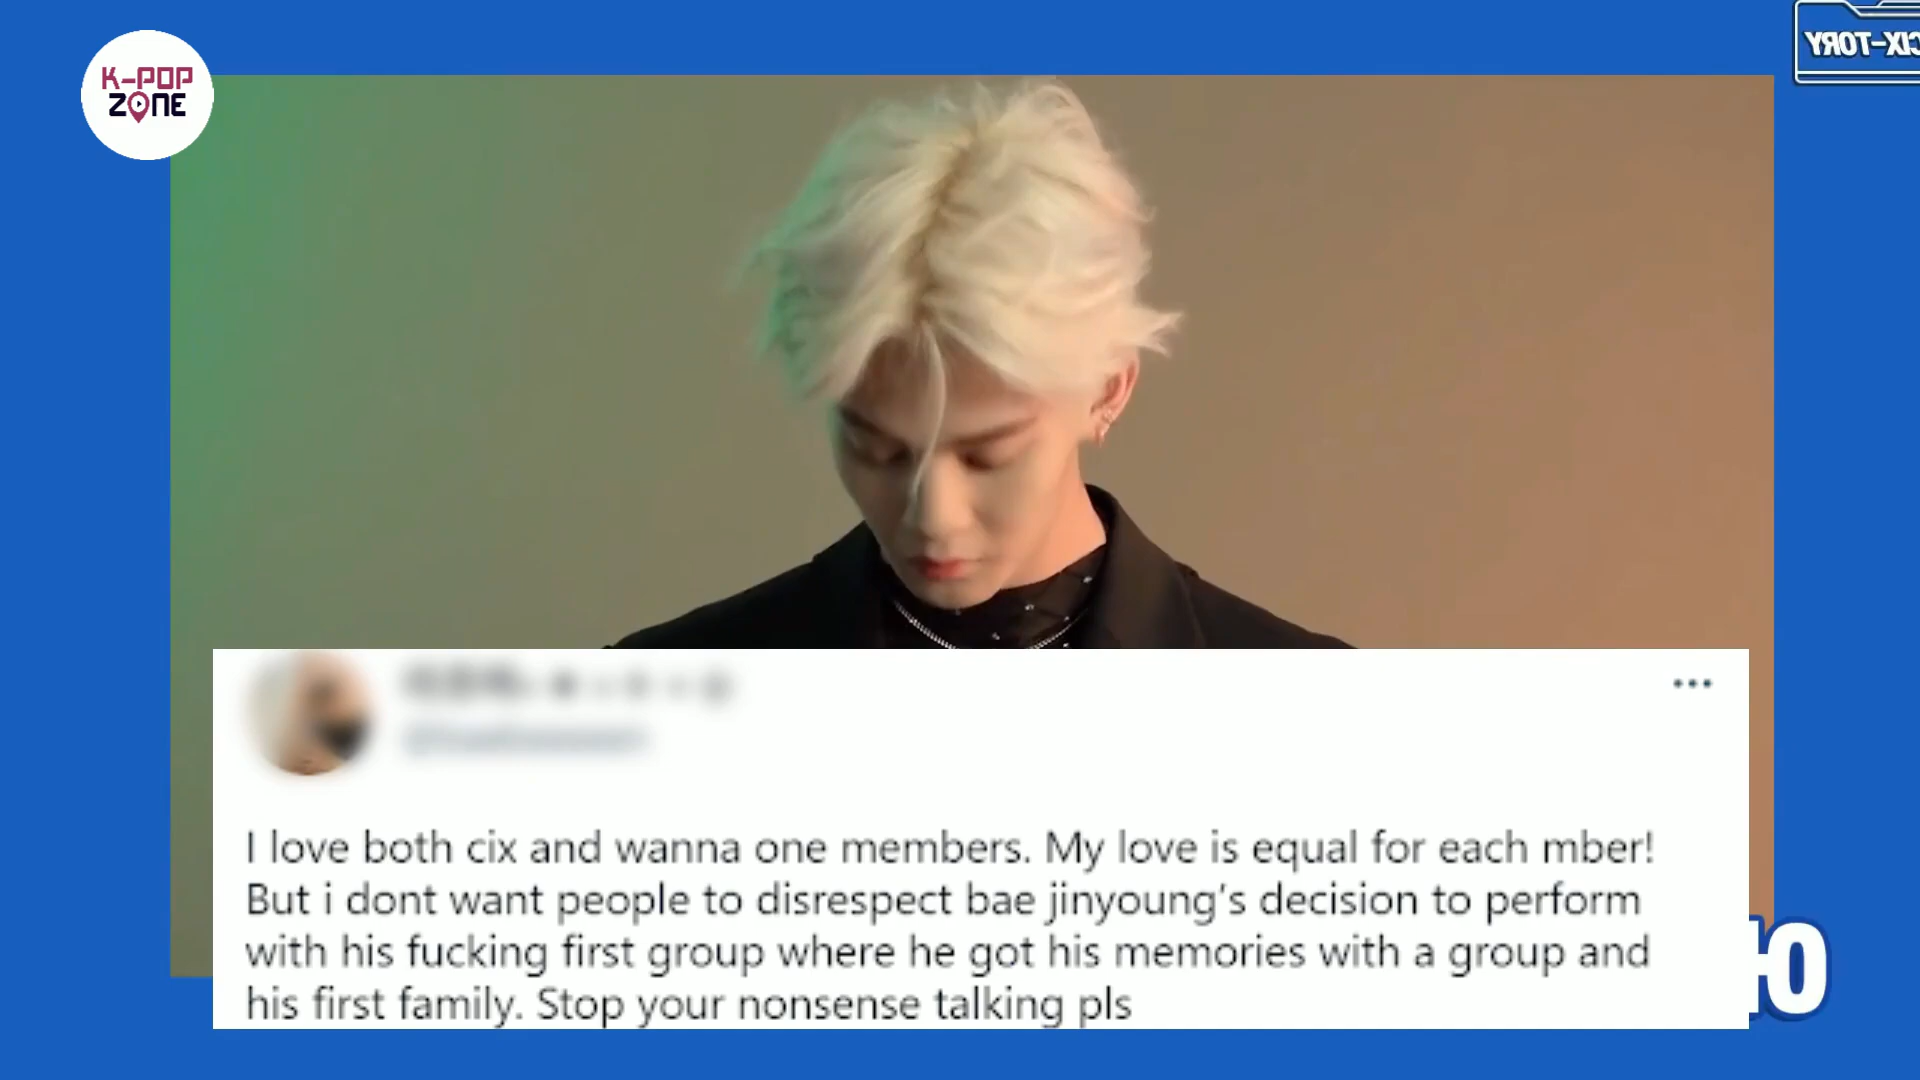 K-POP
ZONE
CIX-TORY
I love both cix and wanna one members. My love is equal for each mber!
But i dont want people to disrespect bae jinyoung's decision to perform
with his fucking first group where he got his memories with a group and
his first family. Stop your nonsense talking pls